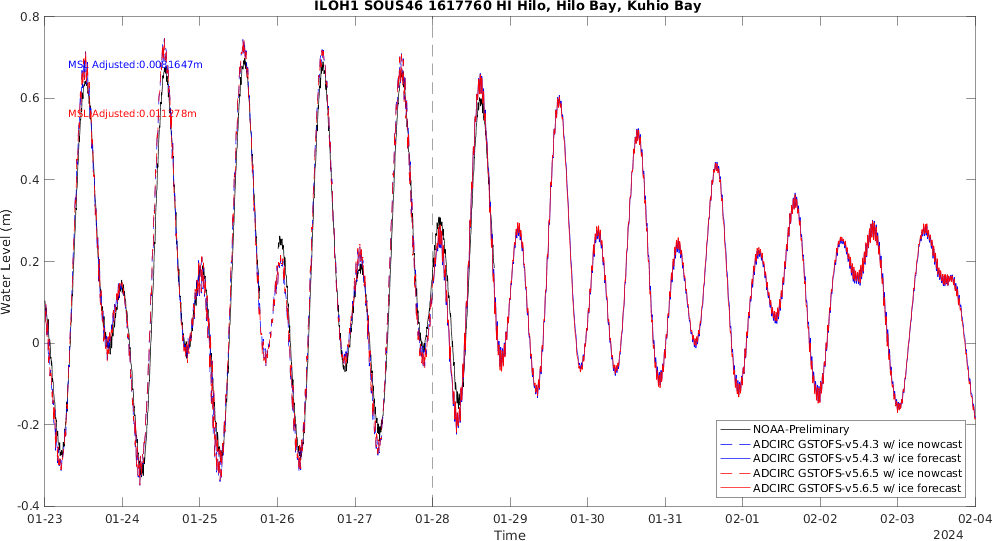 ILOH1 SOUS46 1617760 HI Hilo, Hilo Bay, Kuhio Bay
Water Level (m)
0.8
0.6
0.4
0.2
0
-0.2
-0.4
MSL Adjusted:0.0031647m
MSL Adjusted:0.011278m
NOAA-Preliminary
ADCIRC GSTOFS-v5.4.3 w/ ice nowcast
ADCIRC GSTOFS-v5.4.3 w/ ice forecast
ADCIRC GSTOFS-v5.6.5 w/ ice nowcast
ADCIRC GSTOFS-v5.6.5 w/ ice forecast
01-23 01-24 01-25 01-26 01-27 01-28 01-29 01-30 01-31 02-01 02-02 02-03 02-04
Time
2024